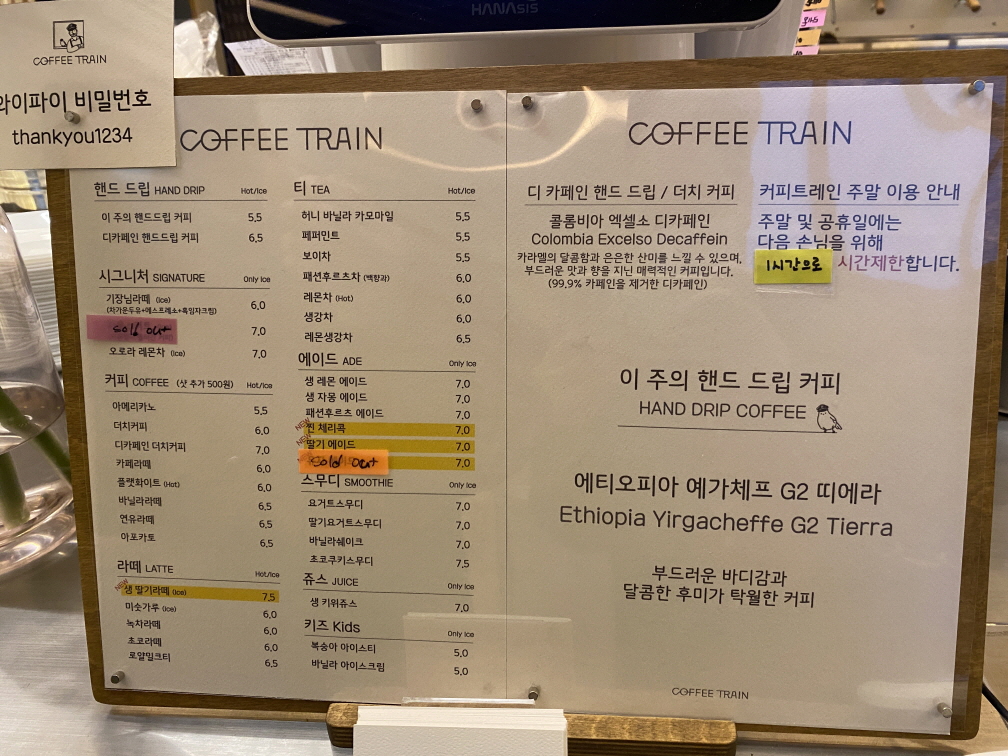 HANAsis
COFFEE TRAIN
와이파이 비밀번호
thankyou1234
COFFEE TRAIN
핸드 드립 HAND DRIP Hot/Ice
이 주의 핸드드립 커피 5,5
디카페인 핸드드립 커피 6,5
시그니처 SIGNATURE Only Ice
기장님라떼 (Ice) 6,0
(차가운두유+에스프레소+흑임자크림)
sold out 7,0
오로라 레몬차 (Ice) 7,0
커피 COFFEE (샷 추가 500원) Hot/Ice
아메리카노 5,5
더치커피 6,0
디카페인 더치커피 7,0
카페라떼 6,0
플랫화이트 (Hot) 6,0
바닐라라떼 6,5
연유라떼 6,5
아포카토 6,5
라떼 LATTE Hot/Ice
NEW 생 딸기라떼 (Ice) 7,5
미숫가루 (Ice) 6,0
녹차라떼 6,0
초코라떼 6,0
로얄밀크티 6,5
티 TEA Hot/Ice
허니 바닐라 카모마일 5,5
페퍼민트 5,5
보이차 5,5
패션후르츠차 (백향과) 6,0
레몬차 (Hot) 6,0
생강차 6,0
레몬생강차 6,5
에이드 ADE Only Ice
생 레몬 에이드 7,0
생 자몽 에이드 7,0
패션후르츠 에이드 7,0
NEW 찐 체리콕 7,0
NEW 딸기 에이드 7,0
sold out 7,0
스무디 SMOOTHIE Only Ice
요거트스무디 7,0
딸기요거트스무디 7,0
바닐라쉐이크 7,0
초코쿠키스무디 7,5
쥬스 JUICE Only Ice
생 키위쥬스 7,0
키즈 Kids Only Ice
복숭아 아이스티 5,0
바닐라 아이스크림 5,0
COFFEE TRAIN
디 카페인 핸드 드립 / 더치 커피
콜롬비아 엑셀소 디카페인
Colombia Excelso Decaffein
카라멜의 달콤함과 은은한 산미를 느낄 수 있으며,
부드러운 맛과 향을 지닌 매력적인 커피입니다.
(99.9% 카페인을 제거한 디카페인)
커피트레인 주말 이용 안내
주말 및 공휴일에는
다음 손님을 위해
1시간으로 시간제한합니다.
이 주의 핸드 드립 커피
HAND DRIP COFFEE
에티오피아 예가체프 G2 띠에라
Ethiopia Yirgacheffe G2 Tierra
부드러운 바디감과
달콤한 후미가 탁월한 커피
COFFEE TRAIN